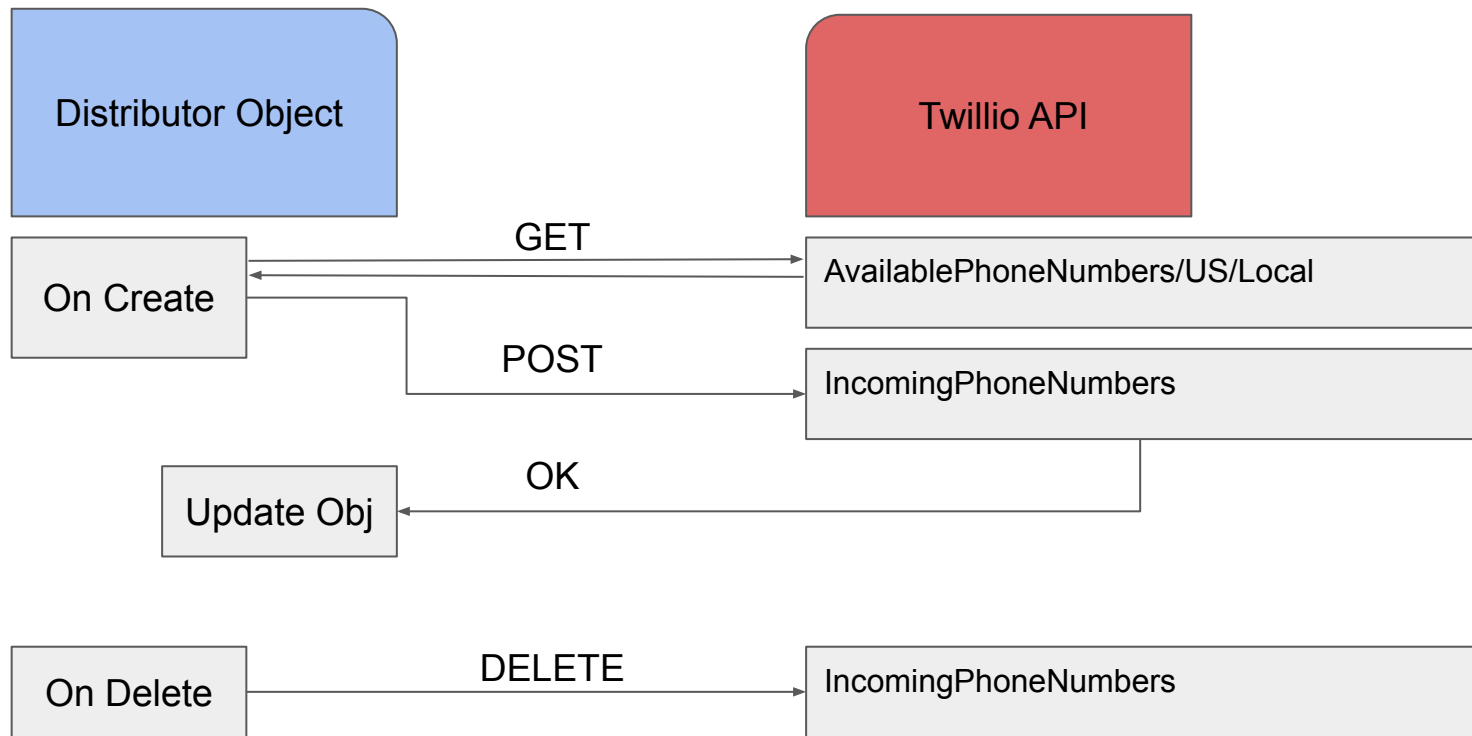 Distributor Object
Twillio API
GET
On Create
AvailablePhoneNumbers/US/Local
POST
IncomingPhoneNumbers
OK
Update Obj
On Delete
DELETE
IncomingPhoneNumbers